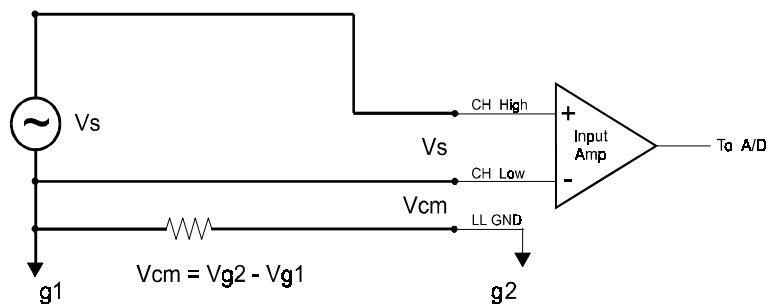 CH High
+
Vs
Input
Amp
To A/D
Vs
CH Low
-
Vcm
LL GND
Vcm = Vg2 - Vg1
g1
g2